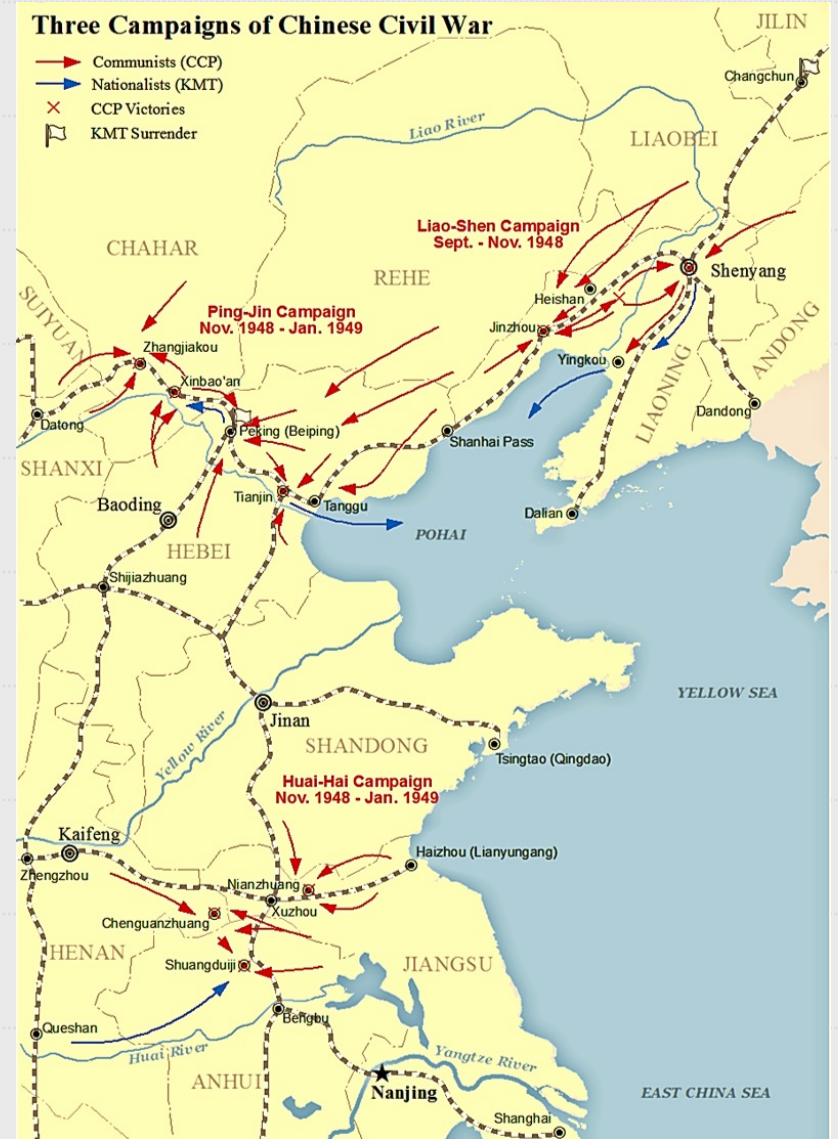 Three Campaigns of Chinese Civil War
Communists (CCP)
Nationalists (KMT)
CCP Victories
KMT Surrender
JILIN
Changchun
Liao River
LIAOBEI
Liao-Shen Campaign
Sept. - Nov. 1948
CHAHAR
REHE
Shenyang
SUIYUAN
Heishan
Ping-Jin Campaign
Nov. 1948 - Jan. 1949
Jinzhou
ANDONG
Zhangjiakou
Yingkou
Xinbao'an
LIAONING
Datong
Peking (Beiping)
Shanhai Pass
Dandong
SHANXI
Baoding
Tianjin
Tanggu
Dalian
POHAI
HEBEI
Shijiazhuang
YELLOW SEA
Jinan
Yellow River
SHANDONG
Tsingtao (Qingdao)
Huai-Hai Campaign
Nov. 1948 - Jan. 1949
Kaifeng
Haizhou (Lianyungang)
Zhengzhou
Nianzhuang
Xuzhou
Chenguanzhuang
HENAN
Shuangduiji
JIANGSU
Queshan
Bengbu
Huai River
Yangtze River
ANHUI
Nanjing
EAST CHINA SEA
Shanghai